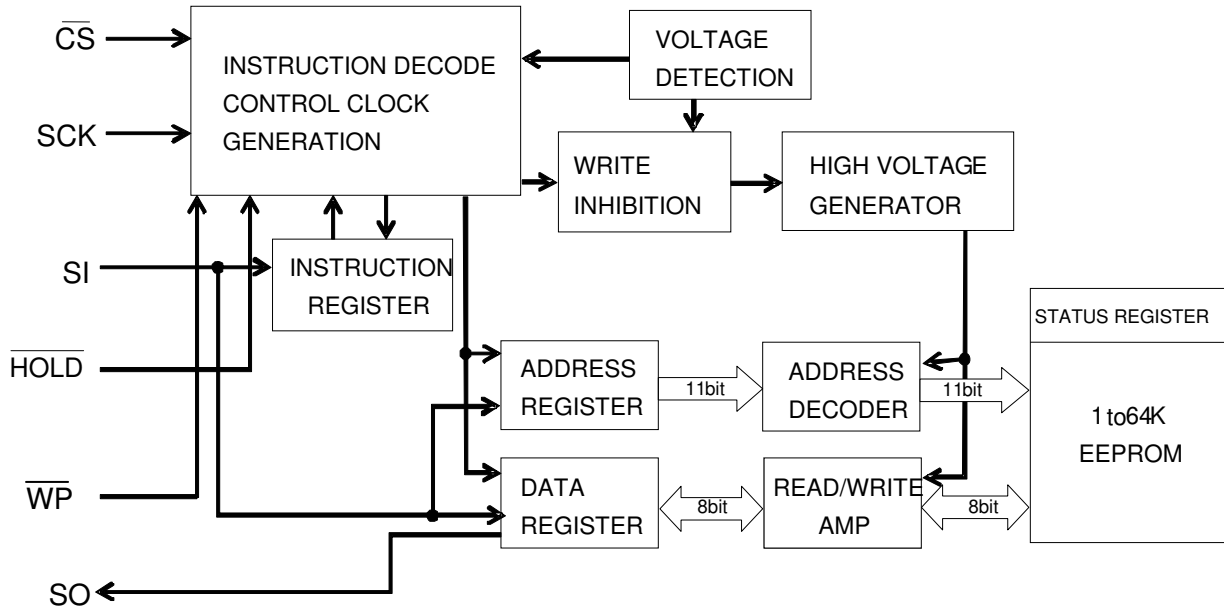 CS
SCK
SI
HOLD
WP
SO
INSTRUCTION DECODE
CONTROL CLOCK
GENERATION
VOLTAGE
DETECTION
WRITE
INHIBITION
HIGH VOLTAGE
GENERATOR
INSTRUCTION
REGISTER
ADDRESS
REGISTER
11bit
ADDRESS
DECODER
11bit
DATA
REGISTER
8bit
READ/WRITE
AMP
8bit
STATUS REGISTER
1 to64K
EEPROM